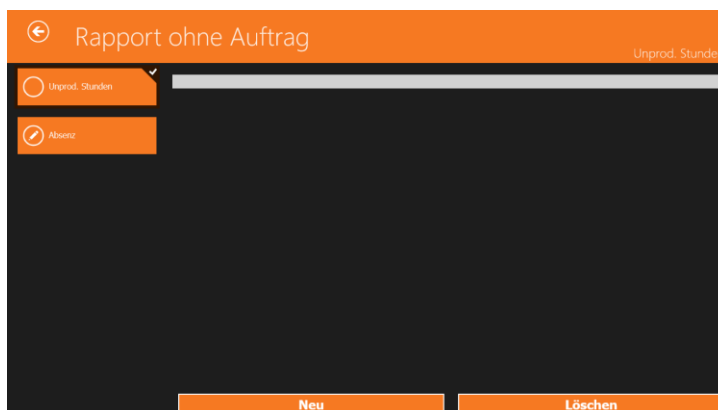 Rapport ohne Auftrag
Unprod. Stunde
Unprod. Stunden
Absenz
Neu
Löschen